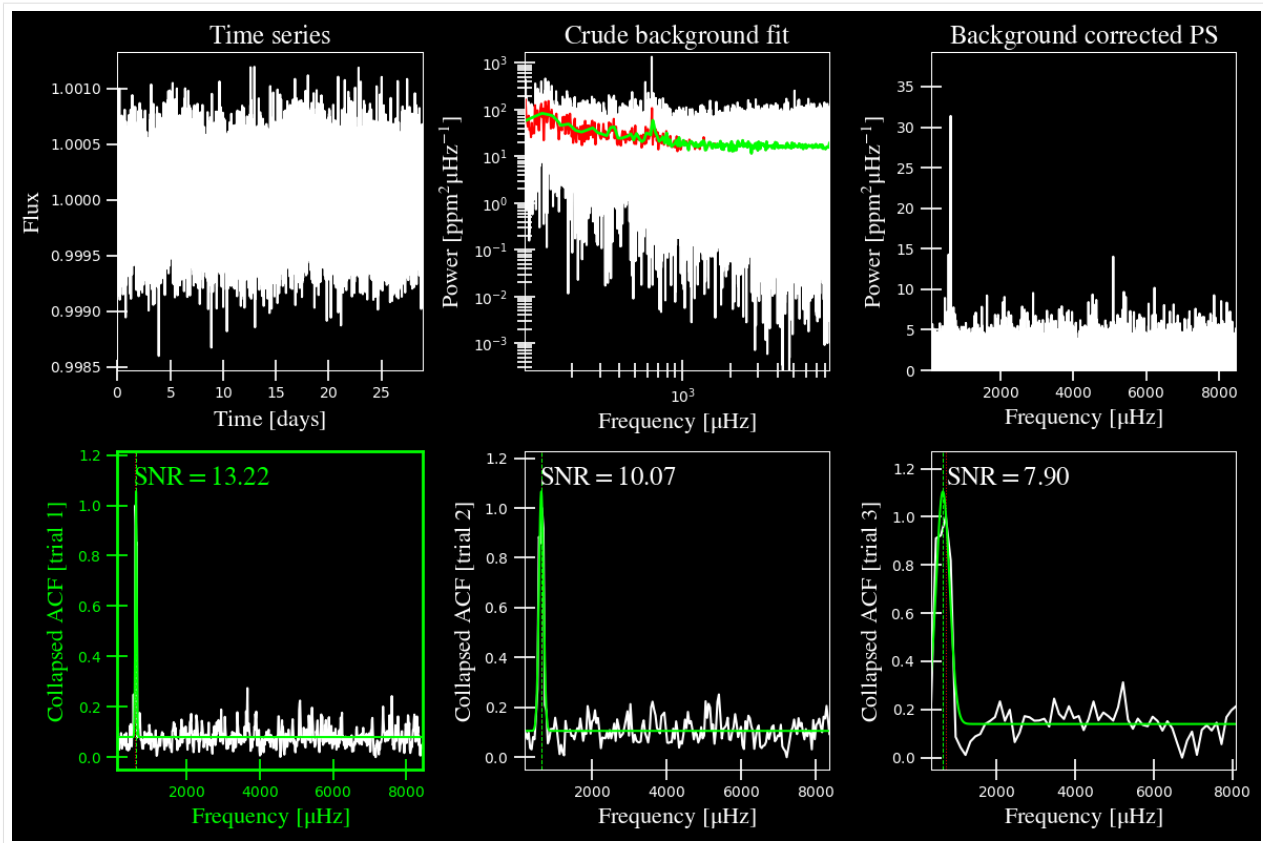 Time series
1.0010
1.0005
1.0000
0.9995
0.9990
0.9985
Flux
0 5 10 15 20 25
Time [days]
Crude background fit
10³
10²
10¹
10⁰
10⁻¹
10⁻²
10⁻³
Power [ppm²μHz⁻¹]
10³
Frequency [μHz]
Background corrected PS
35
30
25
20
15
10
5
0
Power [ppm²μHz⁻¹]
2000 4000 6000 8000
Frequency [μHz]
SNR = 13.22
1.2
1.0
0.8
0.6
0.4
0.2
0.0
Collapsed ACF [trial 1]
2000 4000 6000 8000
Frequency [μHz]
SNR = 10.07
1.2
1.0
0.8
0.6
0.4
0.2
0.0
Collapsed ACF [trial 2]
2000 4000 6000 8000
Frequency [μHz]
SNR = 7.90
1.2
1.0
0.8
0.6
0.4
0.2
0.0
Collapsed ACF [trial 3]
2000 4000 6000 8000
Frequency [μHz]